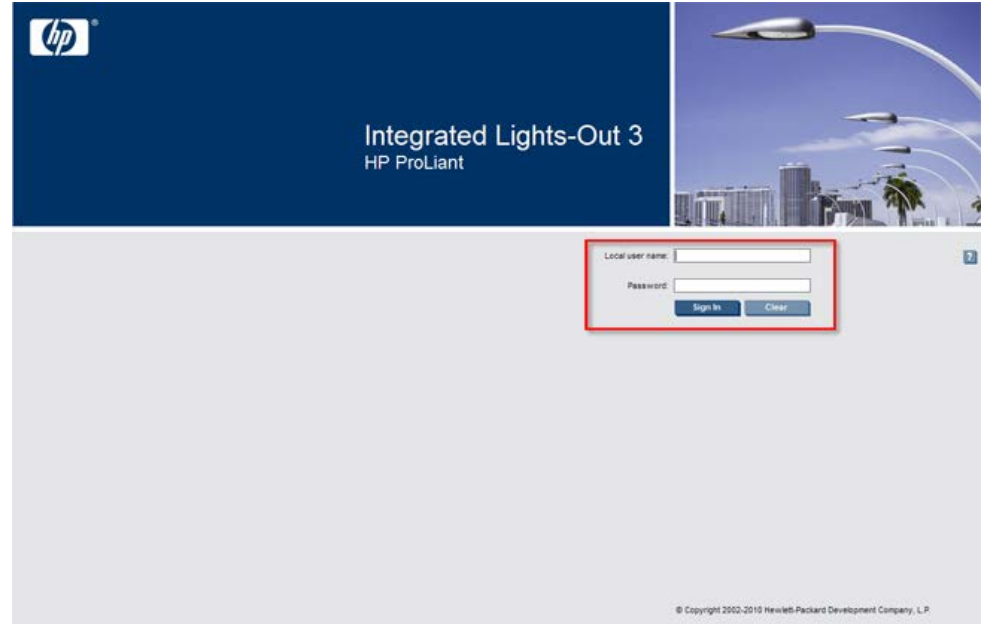 hp®
Integrated Lights-Out 3
HP ProLiant
Local user name:
?
Password:
Sign In Clear
© Copyright 2002-2010 Hewlett-Packard Development Company, L.P.